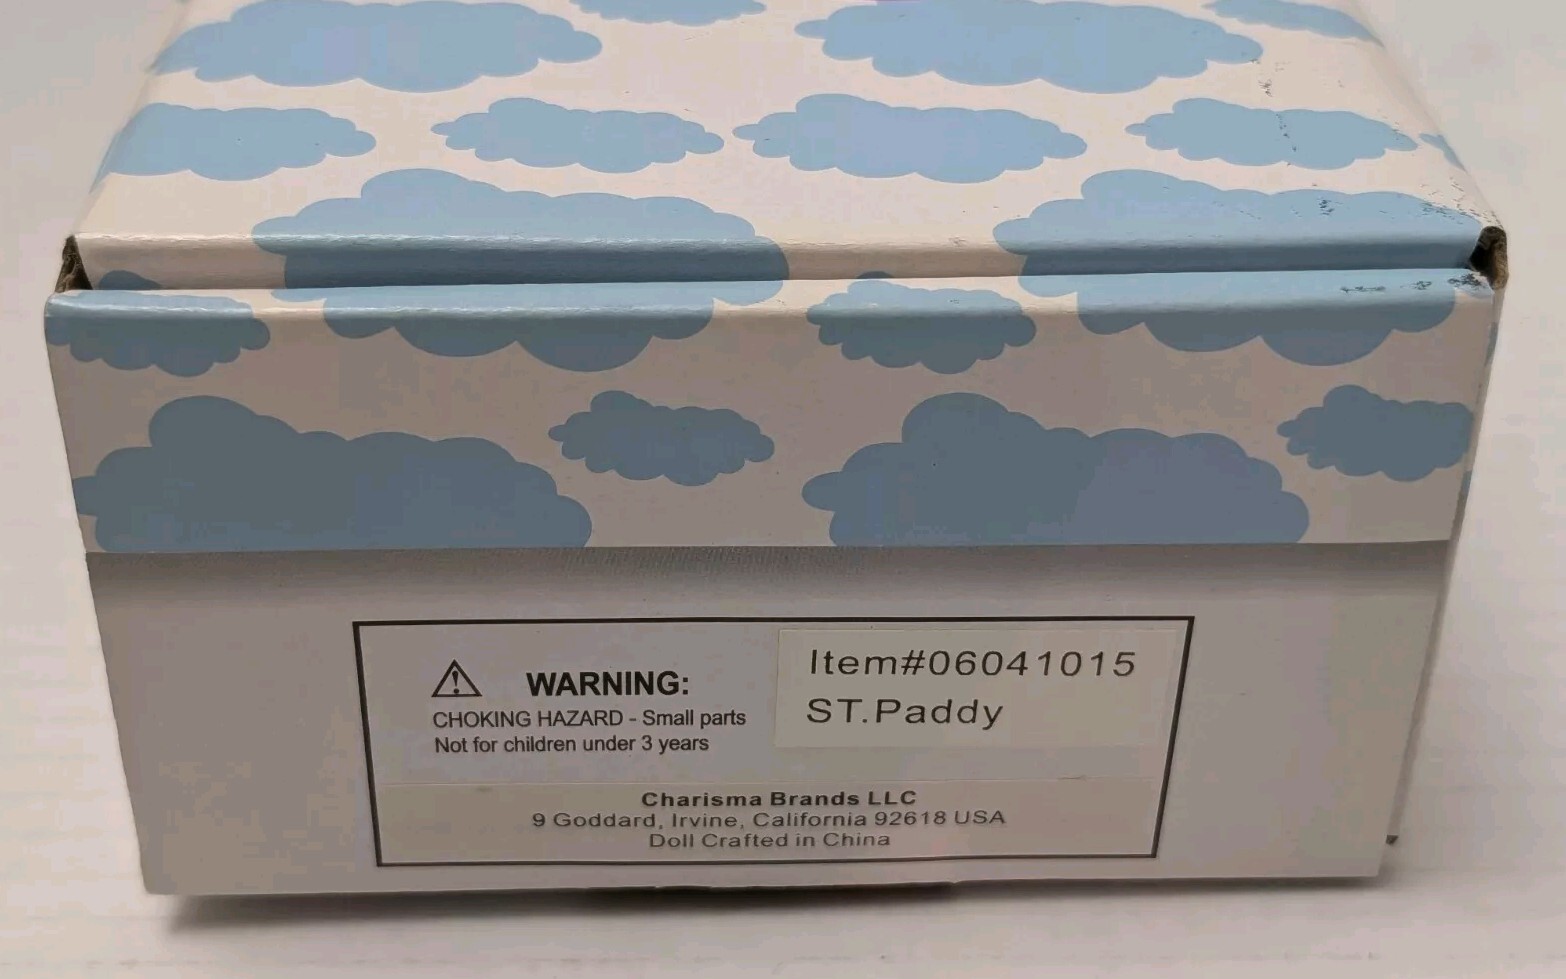 WARNING:
CHOKING HAZARD - Small parts
Not for children under 3 years
Item#06041015
ST.Paddy
Charisma Brands LLC
9 Goddard, Irvine, California 92618 USA
Doll Crafted in China